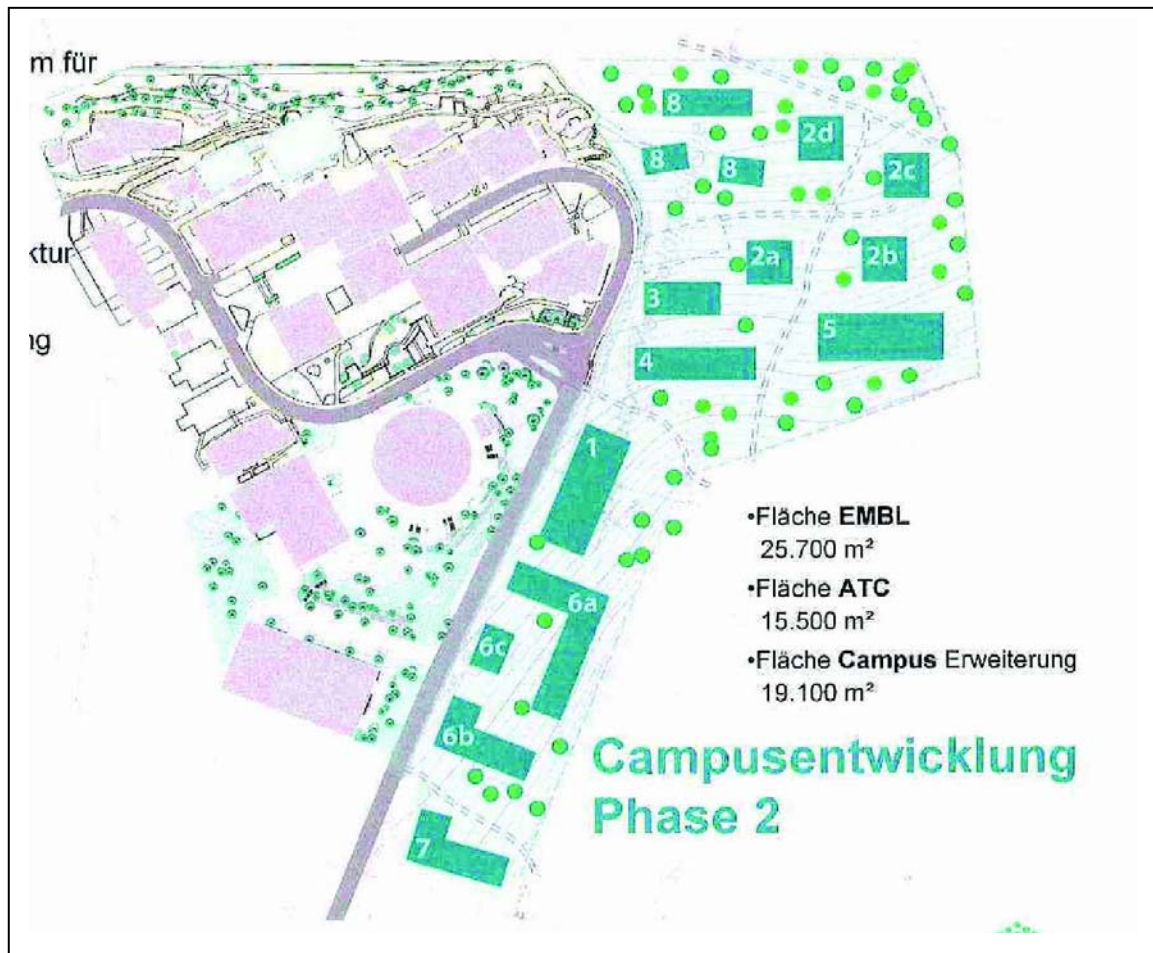 m für
ktur
ng
8
8
8
2d
2c
2a
2b
3
4
5
1
6a
6c
6b
7
•Fläche EMBL
25.700 m²
•Fläche ATC
15.500 m²
•Fläche Campus Erweiterung
19.100 m²
Campusentwicklung
Phase 2